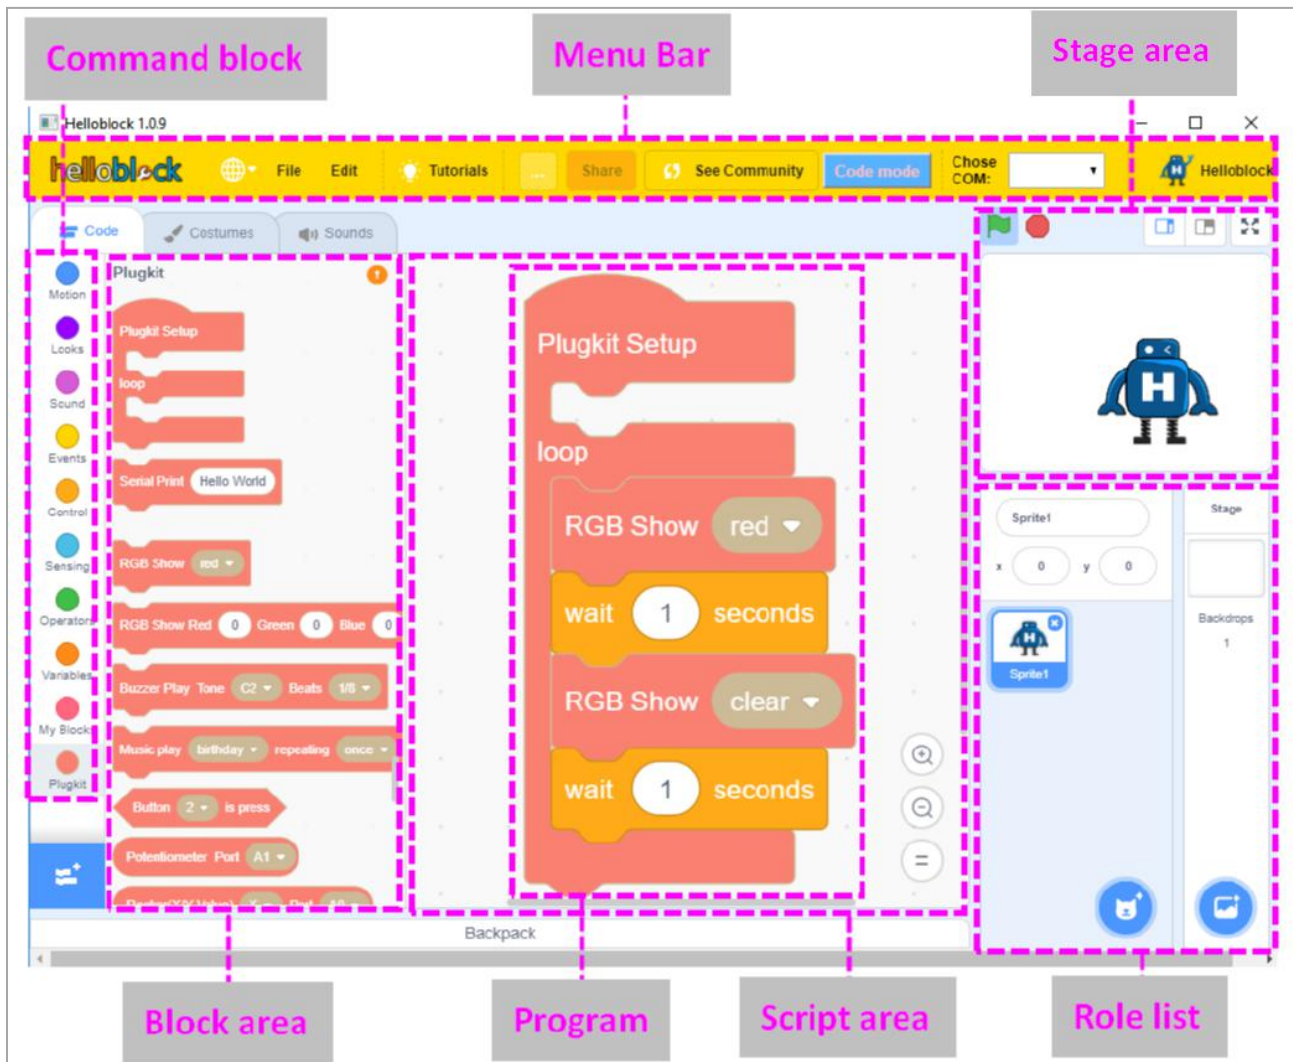 Command block
Menu Bar
Stage area
Helloblock 1.0.9
helloblock
File
Edit
Tutorials
...
Share
See Community
Code mode
Chose
COM:
Helloblock
Code
Costumes
Sounds
Motion
Looks
Sound
Events
Control
Sensing
Operators
Variables
My Blocks
Plugkit
Plugkit
Plugkit Setup
loop
Serial Print Hello World
RGB Show red
RGB Show Red 0 Green 0 Blue 0
Buzzer Play Tone C2 Beats 1/8
Music play birthday repeating once
Button 2 is press
Potentiometer Port A1
Plugkit Setup
loop
RGB Show red
wait 1 seconds
RGB Show clear
wait 1 seconds
H
Sprite1
x 0 y 0
Sprite1
Stage
Backdrops
1
Backpack
Block area
Program
Script area
Role list